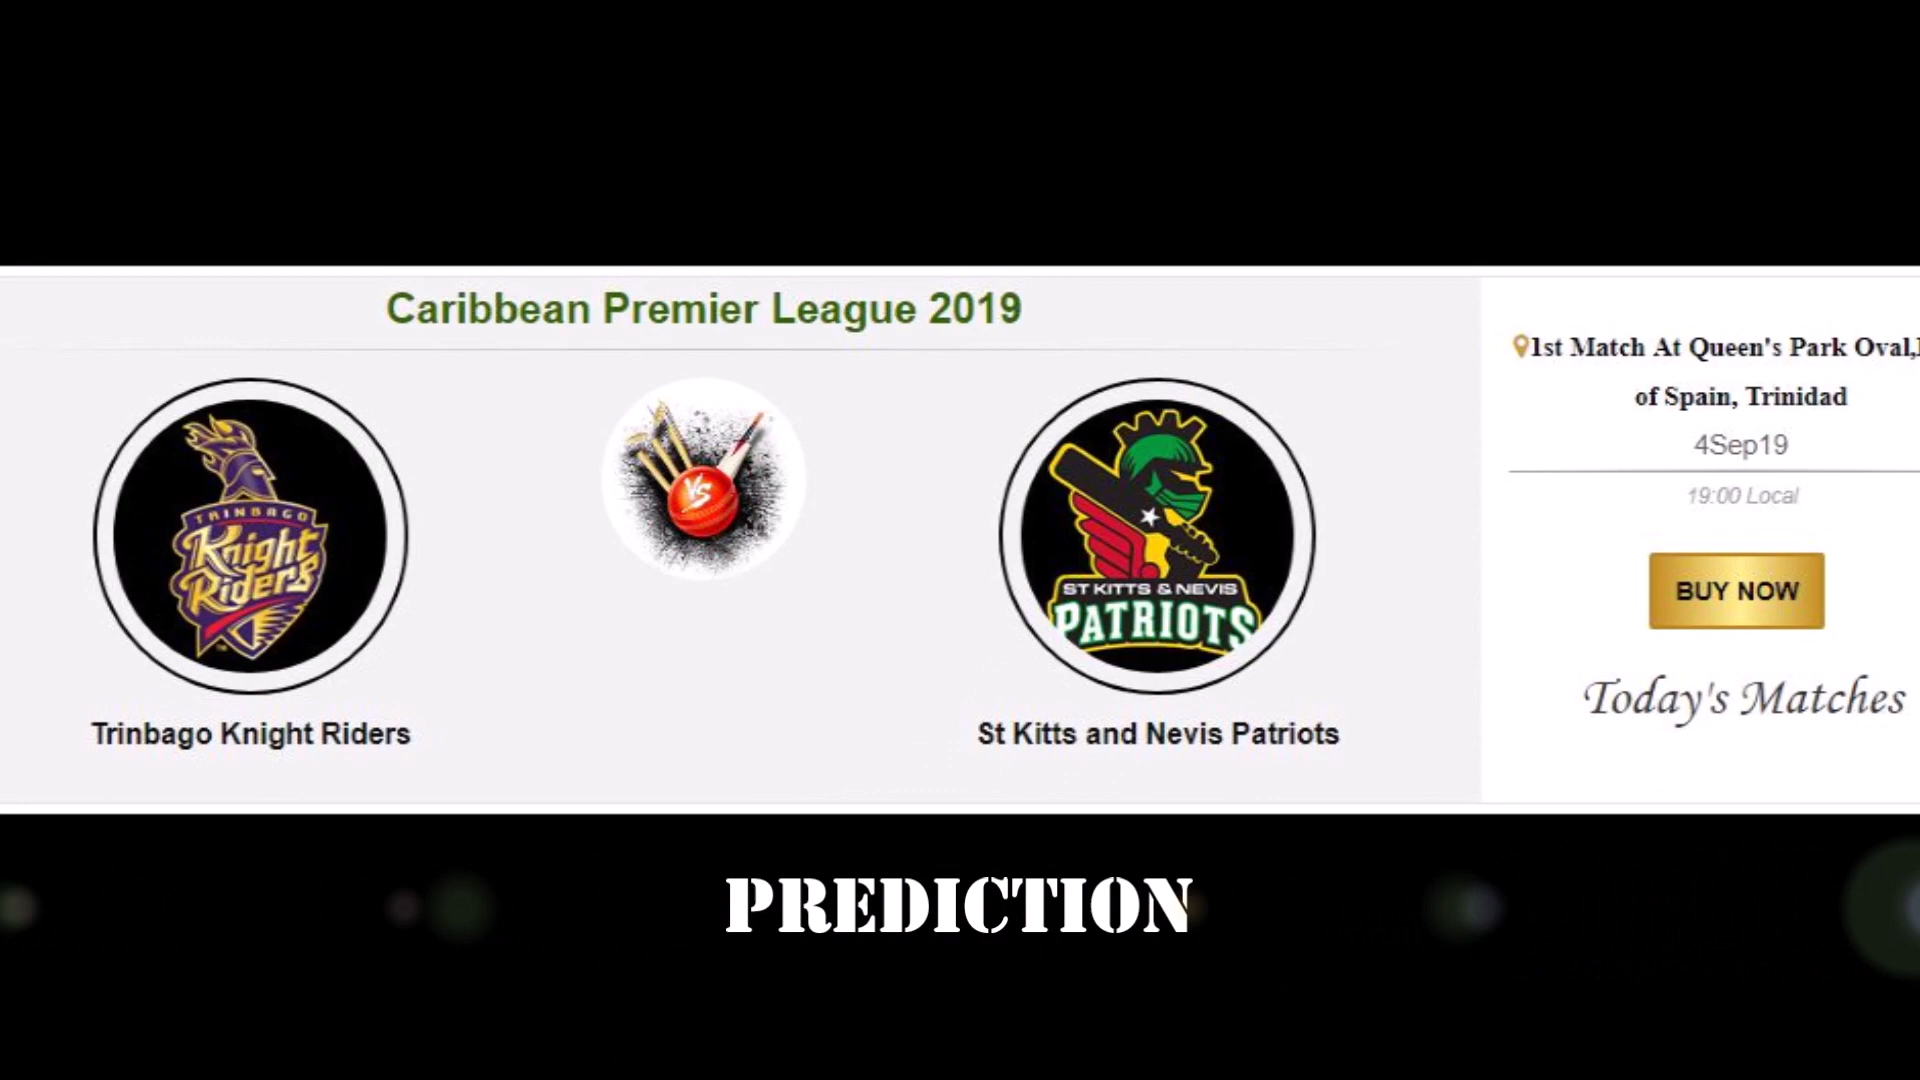 Caribbean Premier League 2019
TRINBAGO
Knight
Riders
TM
Trinbago Knight Riders
VS
ST KITTS & NEVIS
PATRIOTS
St Kitts and Nevis Patriots
1st Match At Queen's Park Oval,
of Spain, Trinidad
4Sep19
19:00 Local
BUY NOW
Today's Matches
PREDICTION